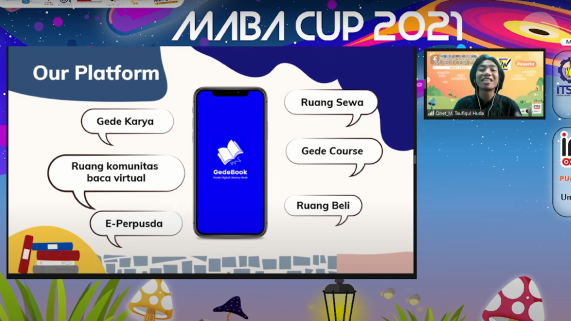 MABA CUP 2021
Our Platform
Gede Karya
Ruang komunitas
baca virtual
E-Perpusda
GedeBook
Ruang Sewa
Gede Course
Ruang Beli
ITS